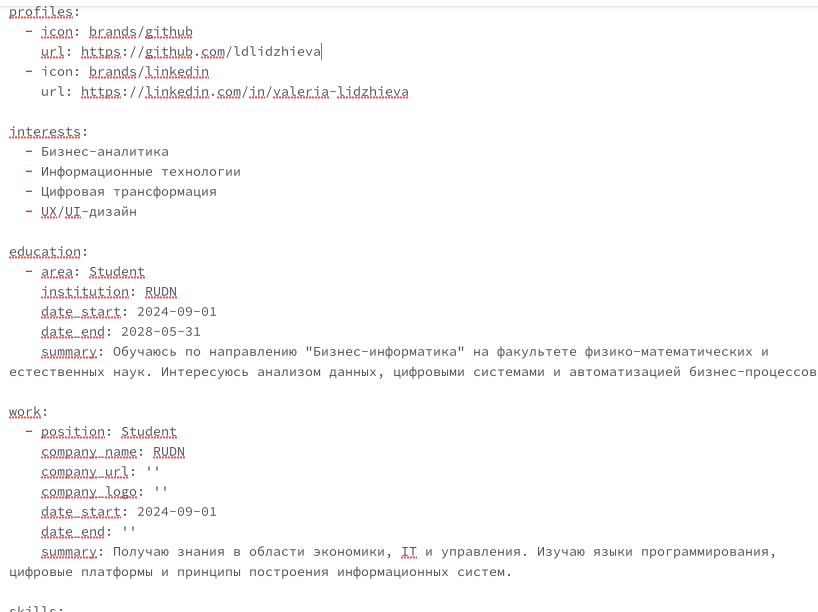 profiles:
  - icon: brands/github
    url: https://github.com/ldlidzhieva
  - icon: brands/linkedin
    url: https://linkedin.com/in/valeria-lidzhieva

interests:
  - Бизнес-аналитика
  - Информационные технологии
  - Цифровая трансформация
  - UX/UI-дизайн

education:
  - area: Student
    institution: RUDN
    date_start: 2024-09-01
    date_end: 2028-05-31
    summary: Обучаюсь по направлению "Бизнес-информатика" на факультете физико-математических и
естественных наук. Интересуюсь анализом данных, цифровыми системами и автоматизацией бизнес-процессов

work:
  - position: Student
    company_name: RUDN
    company_url: ''
    company_logo: ''
    date_start: 2024-09-01
    date_end: ''
    summary: Получаю знания в области экономики, IT и управления. Изучаю языки программирования,
цифровые платформы и принципы построения информационных систем.

skills: